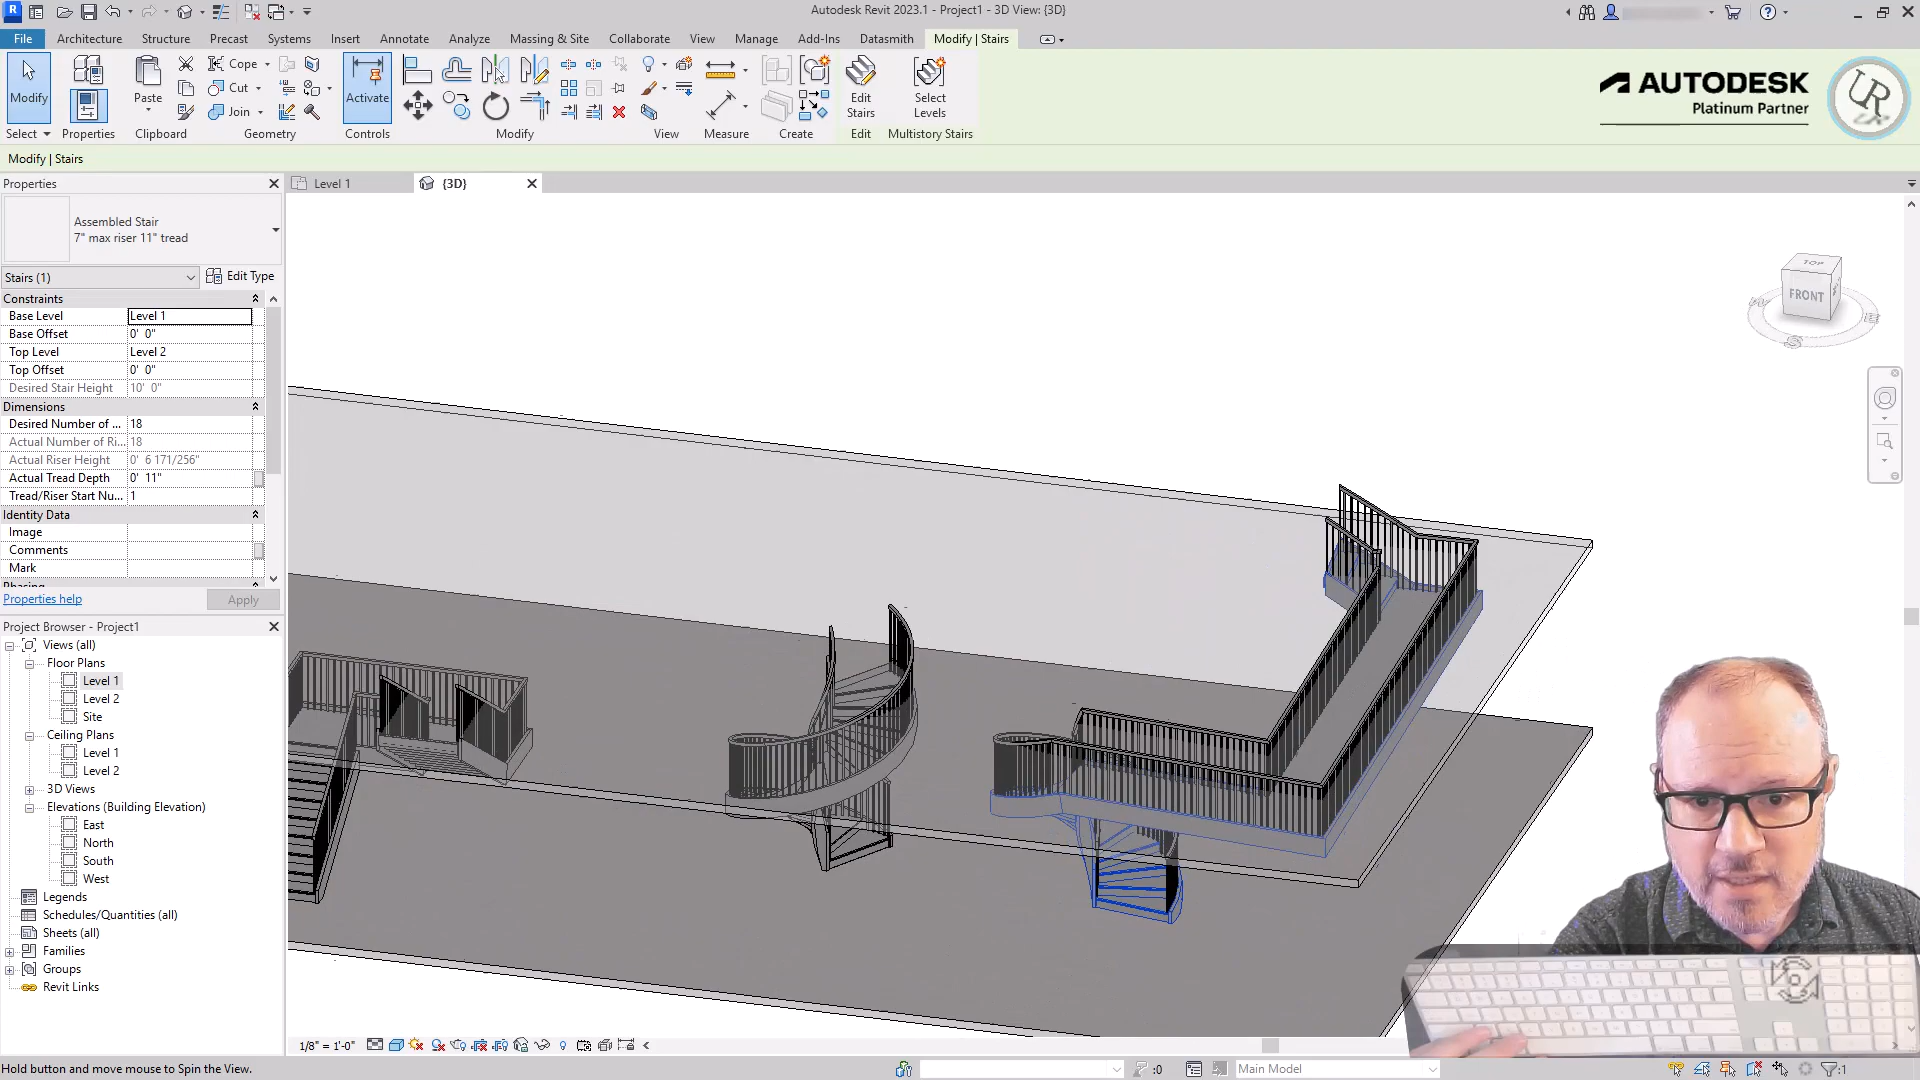 Autodesk Revit 2023.1 - Project1 - 3D View: {3D}
File Architecture Structure Precast Systems Insert Annotate Analyze Massing & Site Collaborate View Manage Add-Ins Datasmith Modify | Stairs
Modify
Select
Properties
Paste
Clipboard
Cope
Cut
Join
Geometry
Activate
Controls
Modify
View
Measure
Create
Edit Stairs
Edit
Select Levels
Multistory Stairs
AUTODESK
Platinum Partner
Modify | Stairs
Properties
Level 1
{3D}
Assembled Stair
7" max riser 11" tread
Stairs (1)
Edit Type
Constraints
Base Level Level 1
Base Offset 0' 0"
Top Level Level 2
Top Offset 0' 0"
Desired Stair Height 10' 0"
Dimensions
Desired Number of ... 18
Actual Number of Ri... 18
Actual Riser Height 0' 6 171/256"
Actual Tread Depth 0' 11"
Tread/Riser Start Nu... 1
Identity Data
Image
Comments
Mark
Phasing
Properties help
Apply
Project Browser - Project1
Views (all)
Floor Plans
Level 1
Level 2
Site
Ceiling Plans
Level 1
Level 2
3D Views
Elevations (Building Elevation)
East
North
South
West
Legends
Schedules/Quantities (all)
Sheets (all)
Families
Groups
Revit Links
TOP
FRONT
S
1/8" = 1'-0"
Hold button and move mouse to Spin the View.
:0
Main Model
:1